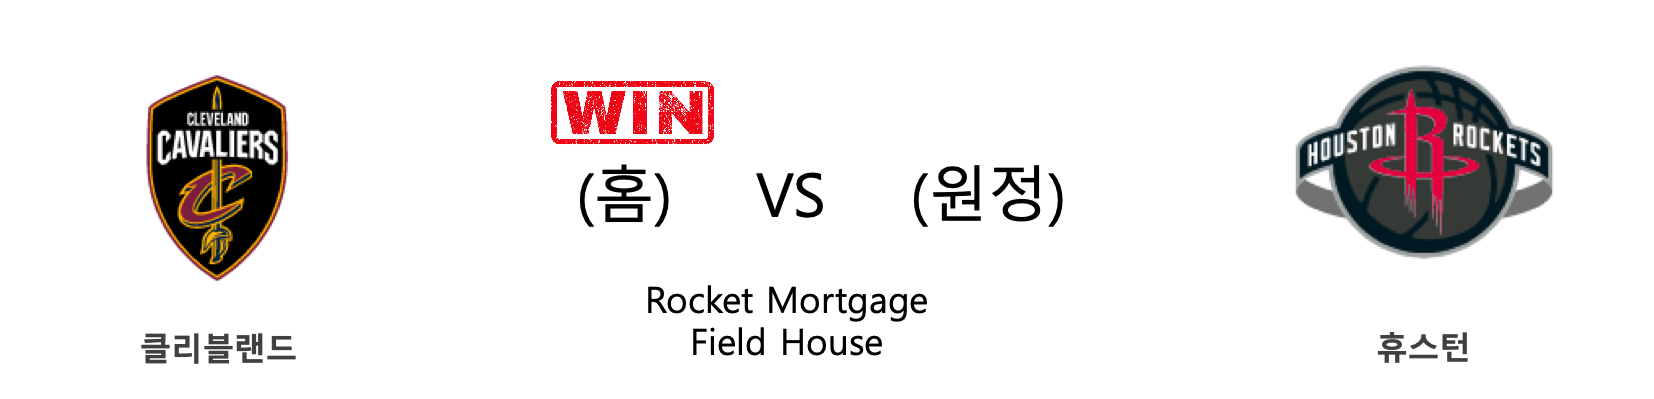 CLEVELAND
CAVALIERS
클리블랜드
WIN
(홈) VS (원정)
Rocket Mortgage
Field House
HOUSTON ROCKETS
휴스턴